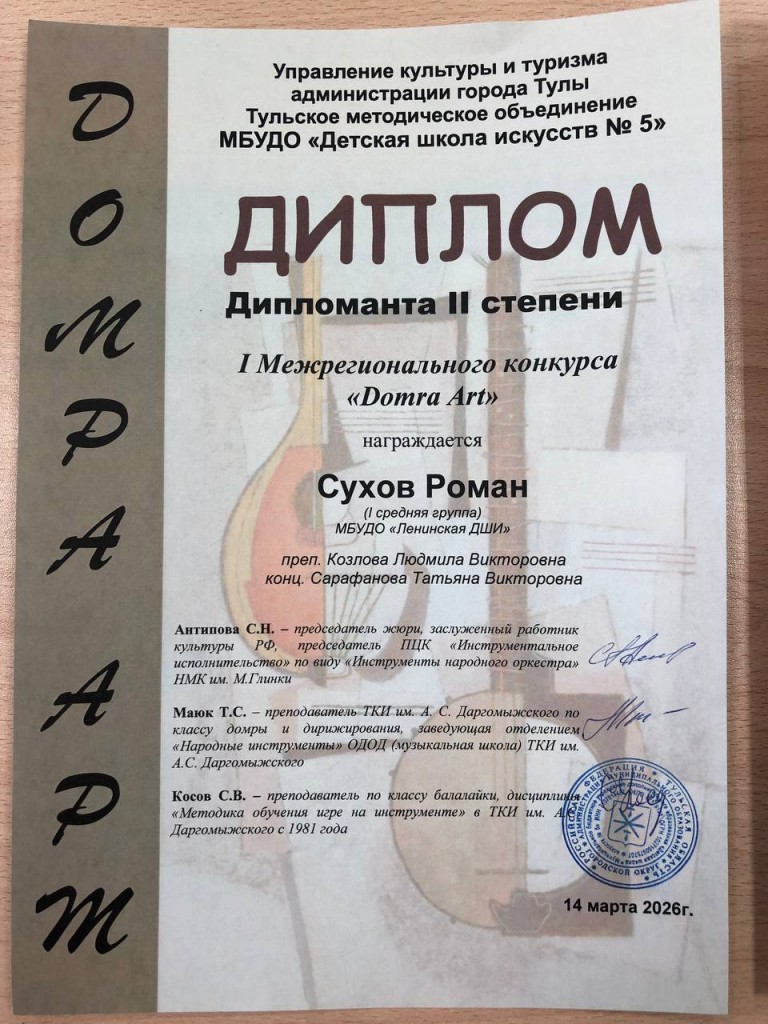 ДОМРА АРТ
Управление культуры и туризма
администрации города Тулы
Тульское методическое объединение
МБУДО «Детская школа искусств № 5»
ДИПЛОМ
Дипломанта II степени
I Межрегионального конкурса
«Domra Art»
награждается
Сухов Роман
(I средняя группа)
МБУДО «Ленинская ДШИ»
преп. Козлова Людмила Викторовна
конц. Сарафанова Татьяна Викторовна
Антипова С.Н. – председатель жюри, заслуженный работник
культуры РФ, председатель ПЦК «Инструментальное
исполнительство» по виду «Инструменты народного оркестра»
НМК им. М.Глинки
Маюк Т.С. – преподаватель ТКИ им. А. С. Даргомыжского по
классу домры и дирижирования, заведующая отделением
«Народные инструменты» ОДОД (музыкальная школа) ТКИ им.
А.С. Даргомыжского
Косов С.В. – преподаватель по классу балалайки, дисциплины
«Методика обучения игре на инструменте» в ТКИ им. А.С.
Даргомыжского с 1981 года
РОССИЙСКАЯ ФЕДЕРАЦИЯ * ТУЛЬСКАЯ ОБЛАСТЬ
14 марта 2026г.